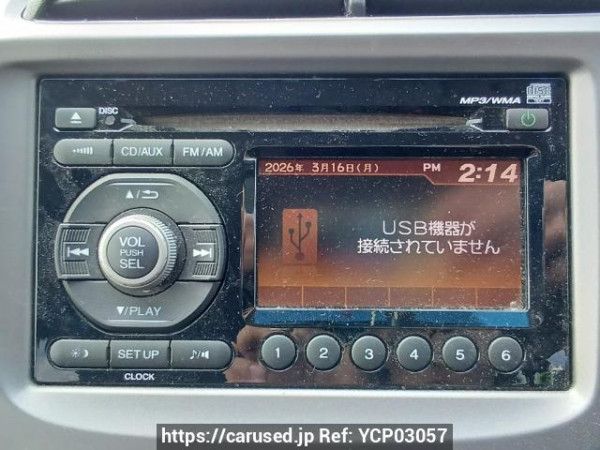 MP3/WMA
DISC
CD/AUX
FM/AM
2026年 3月16日(月) PM 2:14
USB機器が
接続されていません
VOL
PUSH
SEL
▲/
▼/PLAY
SET UP
CLOCK
1 2 3 4 5 6
https://carused.jp Ref: YCP03057